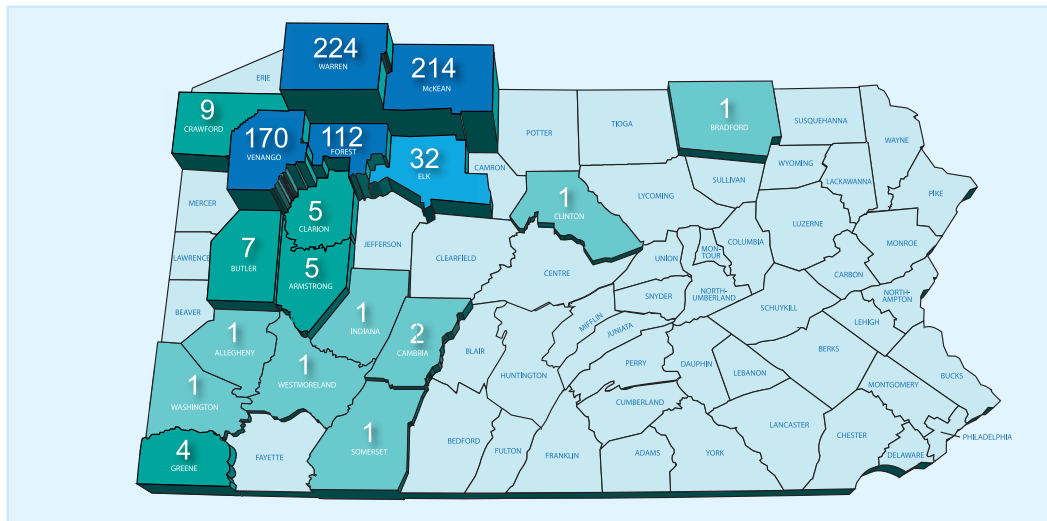 224
WARREN
214
McKEAN
ERIE
9
CRAWFORD
170
VENANGO
112
FOREST
32
ELK
CAMRON
POTTER
TIOGA
1
BRADFORD
SUSQUEHANNA
WAYNE
WYOMING
LACKAWANNA
PIKE
SULLIVAN
LYCOMING
1
CLINTON
MERCER
5
CLARION
JEFFERSON
CLEARFIELD
CENTRE
UNION
MON-
TOUR
COLUMBIA
LUZERNE
MONROE
CARBON
LAWRENCE
7
BUTLER
5
ARMSTRONG
SNYDER
NORTH-
UMBERLAND
SCHUYKILL
NORTH-
AMPTON
LEHIGH
BEAVER
1
INDIANA
2
CAMBRIA
BLAIR
MIFFLIN
JUNIATA
1
ALLEGHENY
1
WESTMORELAND
HUNTINGTON
PERRY
DAUPHIN
LEBANON
BERKS
BUCKS
MONTGOMERY
1
WASHINGTON
CUMBERLAND
LANCASTER
CHESTER
PHILADELPHIA
DELAWARE
4
GREENE
FAYETTE
1
SOMERSET
BEDFORD
FULTON
FRANKLIN
ADAMS
YORK